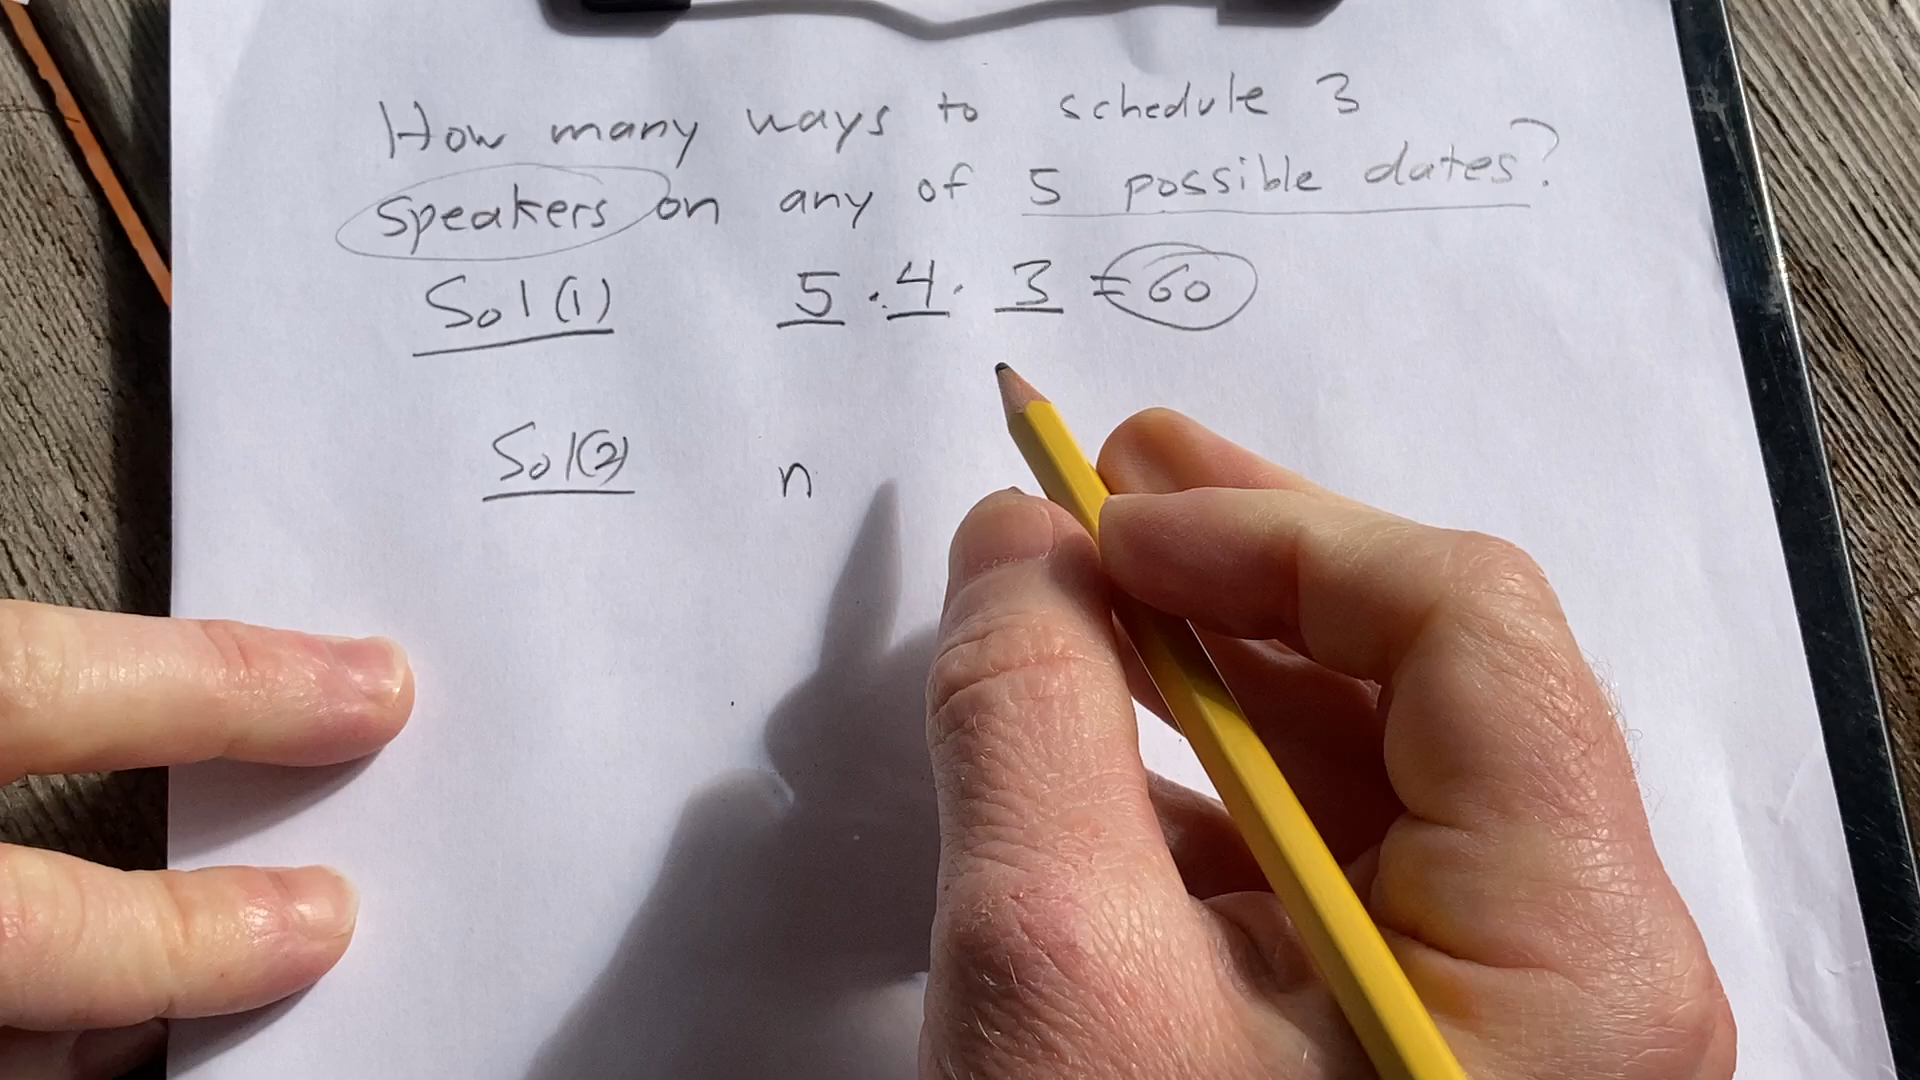 How many ways to schedule 3
speakers on any of 5 possible dates?
Sol(1) 5 · 4 · 3 = 60
Sol(2) n